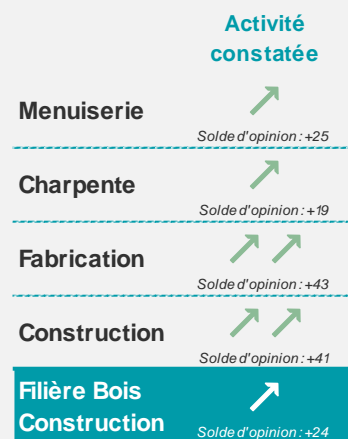 Activité
constatée
Menuiserie
Solde d'opinion : +25
Charpente
Solde d'opinion : +19
Fabrication
Solde d'opinion : +43
Construction
Solde d'opinion : +41
Filière Bois
Construction
Solde d'opinion : +24